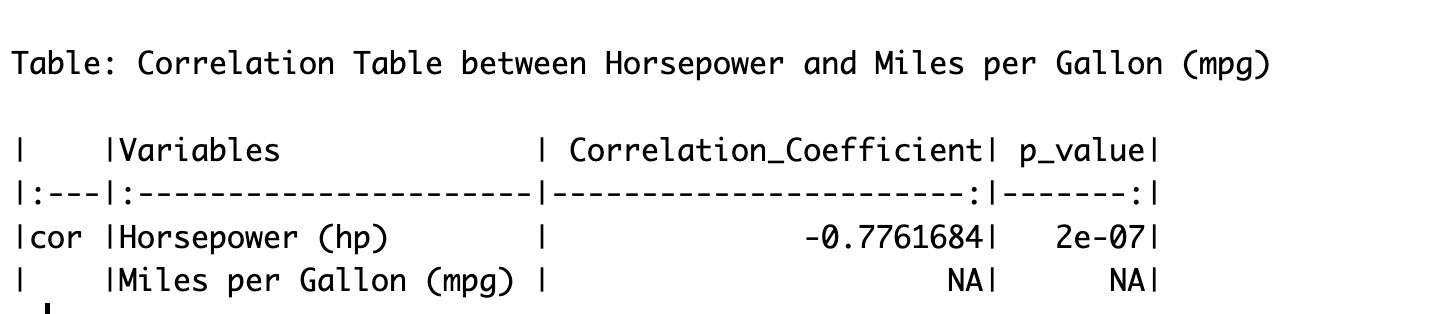 Table: Correlation Table between Horsepower and Miles per Gallon (mpg)
|    |Variables              | Correlation_Coefficient| p_value|
|:---|:----------------------|-----------------------:|-------:|
|cor |Horsepower (hp)        |              -0.7761684|   2e-07|
|    |Miles per Gallon (mpg) |                      NA|      NA|